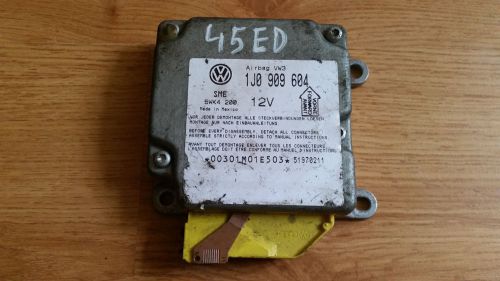 45ED
Airbag VW3
1J0 909 604
SME
5WK4 200 12V
Made in Mexico
VOR JEDER DEMONTAGE ALLE STECKVERBINDUNGEN LOESEN
MONTAGE NUR NACH EINBAUANLEITUNG
BEFORE EVERY DISASSEMBLY, DETACH ALL CONNECTORS
ASSEMBLE STRICTLY ACCORDING TO MANUAL INSTRUCTIONS
AVANT TOUT DEMONTAGE ENLEVER TOUS LES CONNECTEURS
L'ASSEMBLAGE DOIT ETRE CONFORME AU MANUEL INSTRUCTIONS
*00301M01E503* 51970211